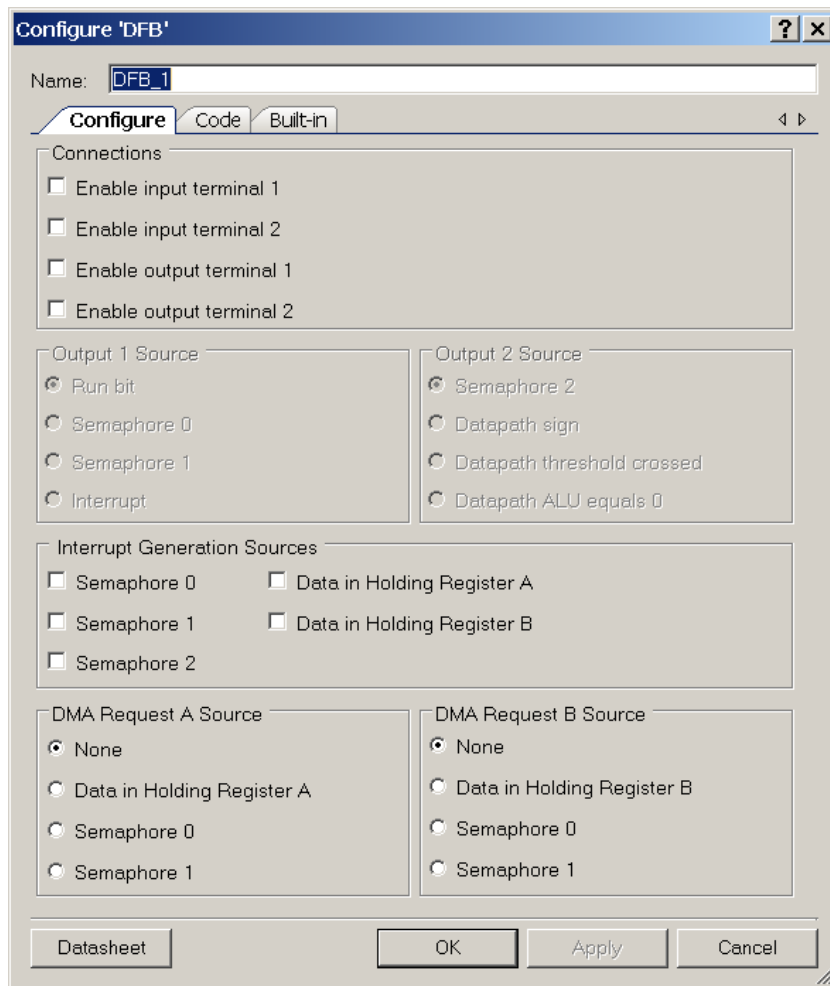 Configure 'DFB'
Name: DFB_1
Configure Code Built-in
Connections
Enable input terminal 1
Enable input terminal 2
Enable output terminal 1
Enable output terminal 2
Output 1 Source
Run bit
Semaphore 0
Semaphore 1
Interrupt
Output 2 Source
Semaphore 2
Datapath sign
Datapath threshold crossed
Datapath ALU equals 0
Interrupt Generation Sources
Semaphore 0
Semaphore 1
Semaphore 2
Data in Holding Register A
Data in Holding Register B
DMA Request A Source
None
Data in Holding Register A
Semaphore 0
Semaphore 1
DMA Request B Source
None
Data in Holding Register B
Semaphore 0
Semaphore 1
Datasheet OK Apply Cancel